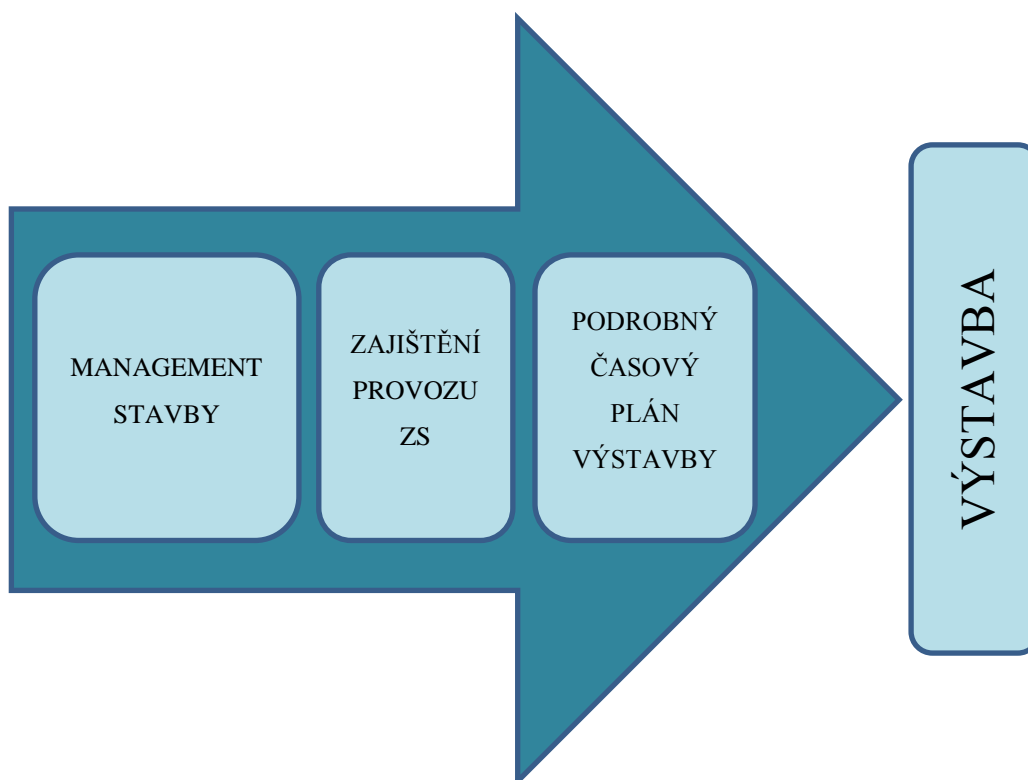 MANAGEMENT
STAVBY
ZAJIŠTĚNÍ
PROVOZU
ZS
PODROBNÝ
ČASOVÝ
PLÁN
VÝSTAVBY
VÝSTAVBA